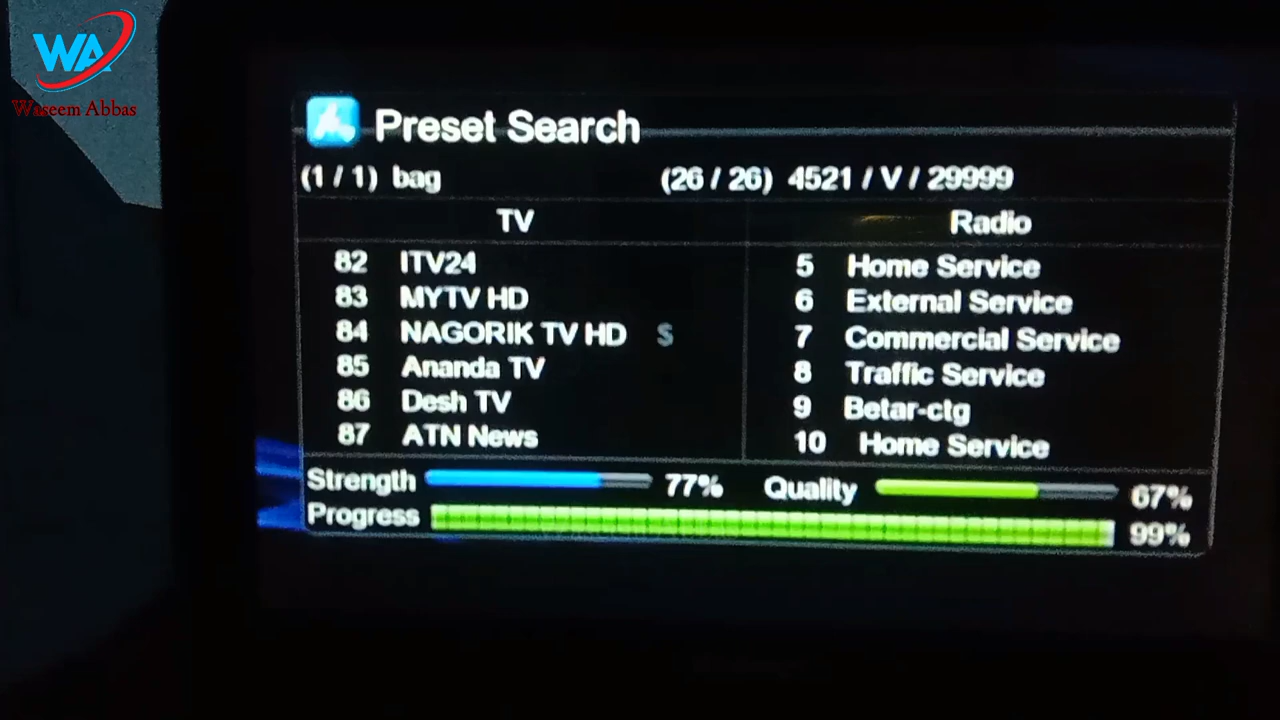 WA
Waseem Abbas
Preset Search
(1 / 1) bag (26 / 26) 4521 / V / 29999
TV Radio
82 ITV24 5 Home Service
83 MYTV HD 6 External Service
84 NAGORIK TV HD S 7 Commercial Service
85 Ananda TV 8 Traffic Service
86 Desh TV 9 Betar-ctg
87 ATN News 10 Home Service
Strength 77% Quality 67%
Progress 99%